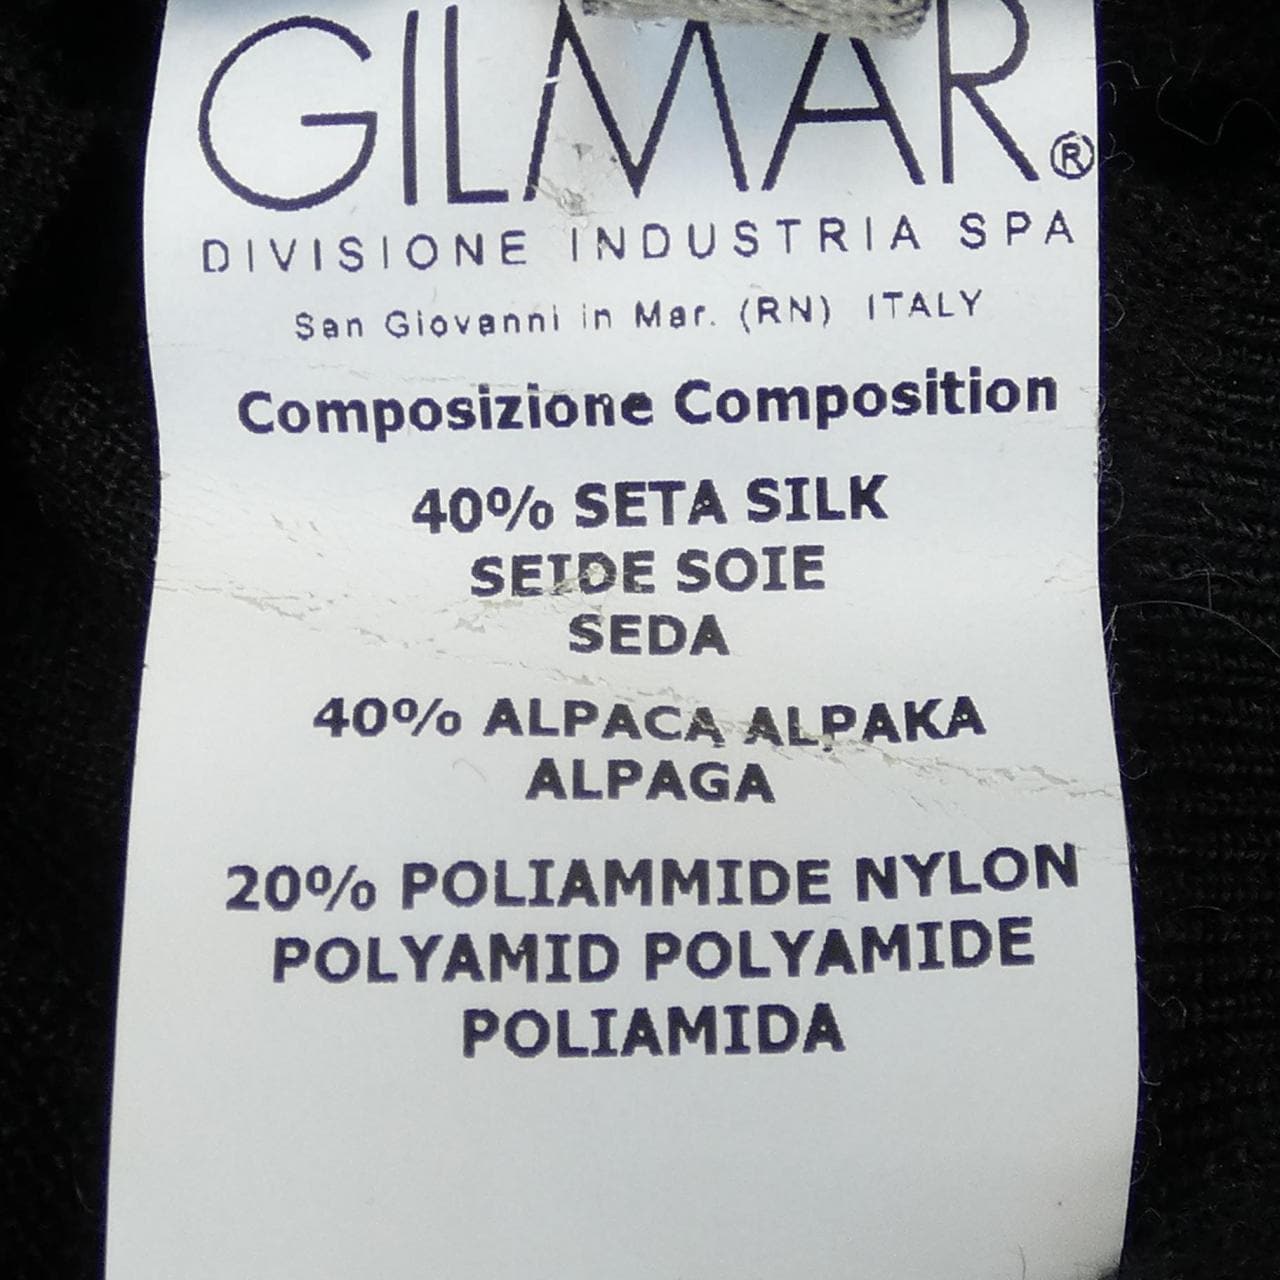 GILMAR®
DIVISIONE INDUSTRIA SPA
San Giovanni in Mar. (RN) ITALY
Composizione Composition
40% SETA SILK
SEIDE SOIE
SEDA
40% ALPACA ALPAKA
ALPAGA
20% POLIAMMIDE NYLON
POLYAMID POLYAMIDE
POLIAMIDA